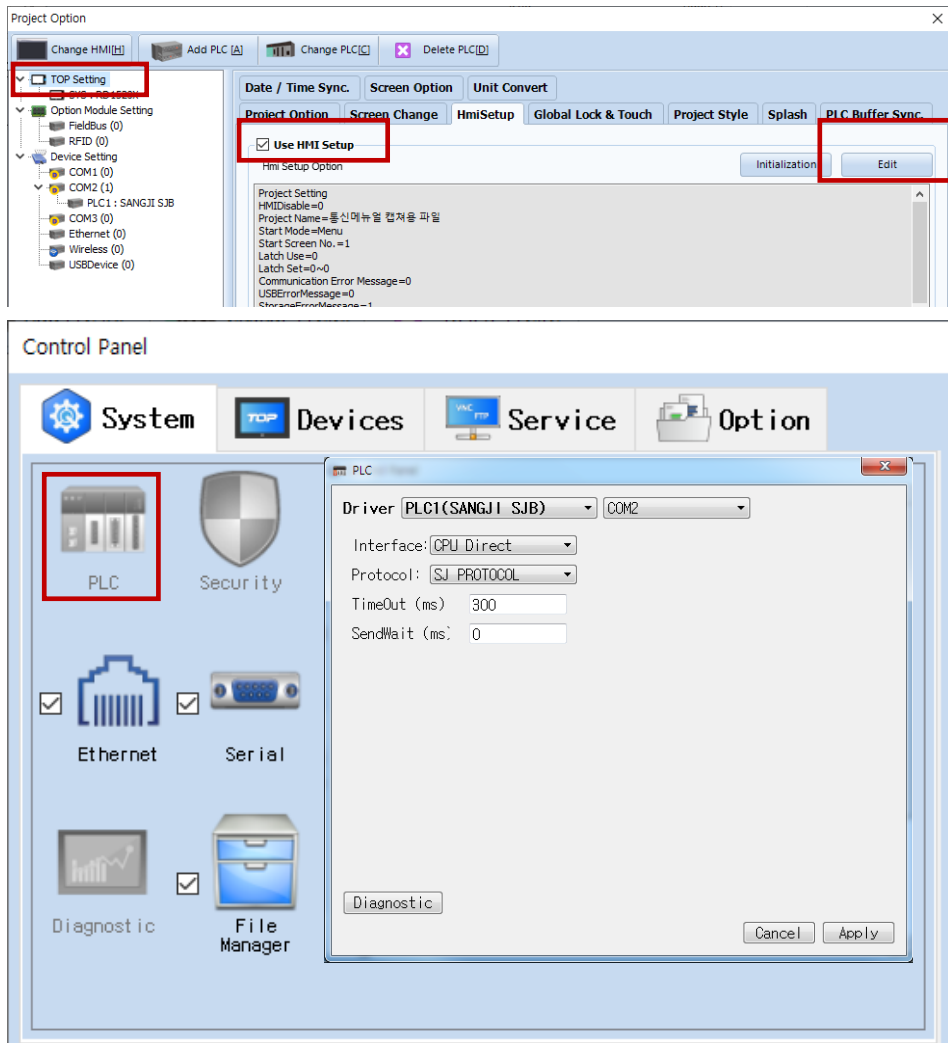 Project Option
Change HMI[H] Add PLC [A] Change PLC[C] Delete PLC[D]
TOP Setting
SYS : RD1520X
Option Module Setting
FieldBus (0)
RFID (0)
Device Setting
COM1 (0)
COM2 (1)
PLC1 : SANGJI SJB
COM3 (0)
Ethernet (0)
Wireless (0)
USBDevice (0)
Date / Time Sync. Screen Option Unit Convert
Project Option Screen Change HmiSetup Global Lock & Touch Project Style Splash PLC Buffer Sync.
Use HMI Setup
Hmi Setup Option
Initialization Edit
Project Setting
HMIDisable=0
Project Name=통신메뉴얼 캡쳐용 파일
Start Mode=Menu
Start Screen No.=1
Latch Use=0
Latch Set=0~0
Communication Error Message=0
USBErrorMessage=0
StorageErrorMessage=1
Control Panel
System Devices Service Option
TOP
VNC FTP
PLC
Security
Ethernet
Serial
Diagnostic
File Manager
PLC
Driver PLC1(SANGJI SJB) COM2
Interface: CPU Direct
Protocol: SJ PROTOCOL
TimeOut (ms) 300
SendWait (ms) 0
Diagnostic
Cancel Apply